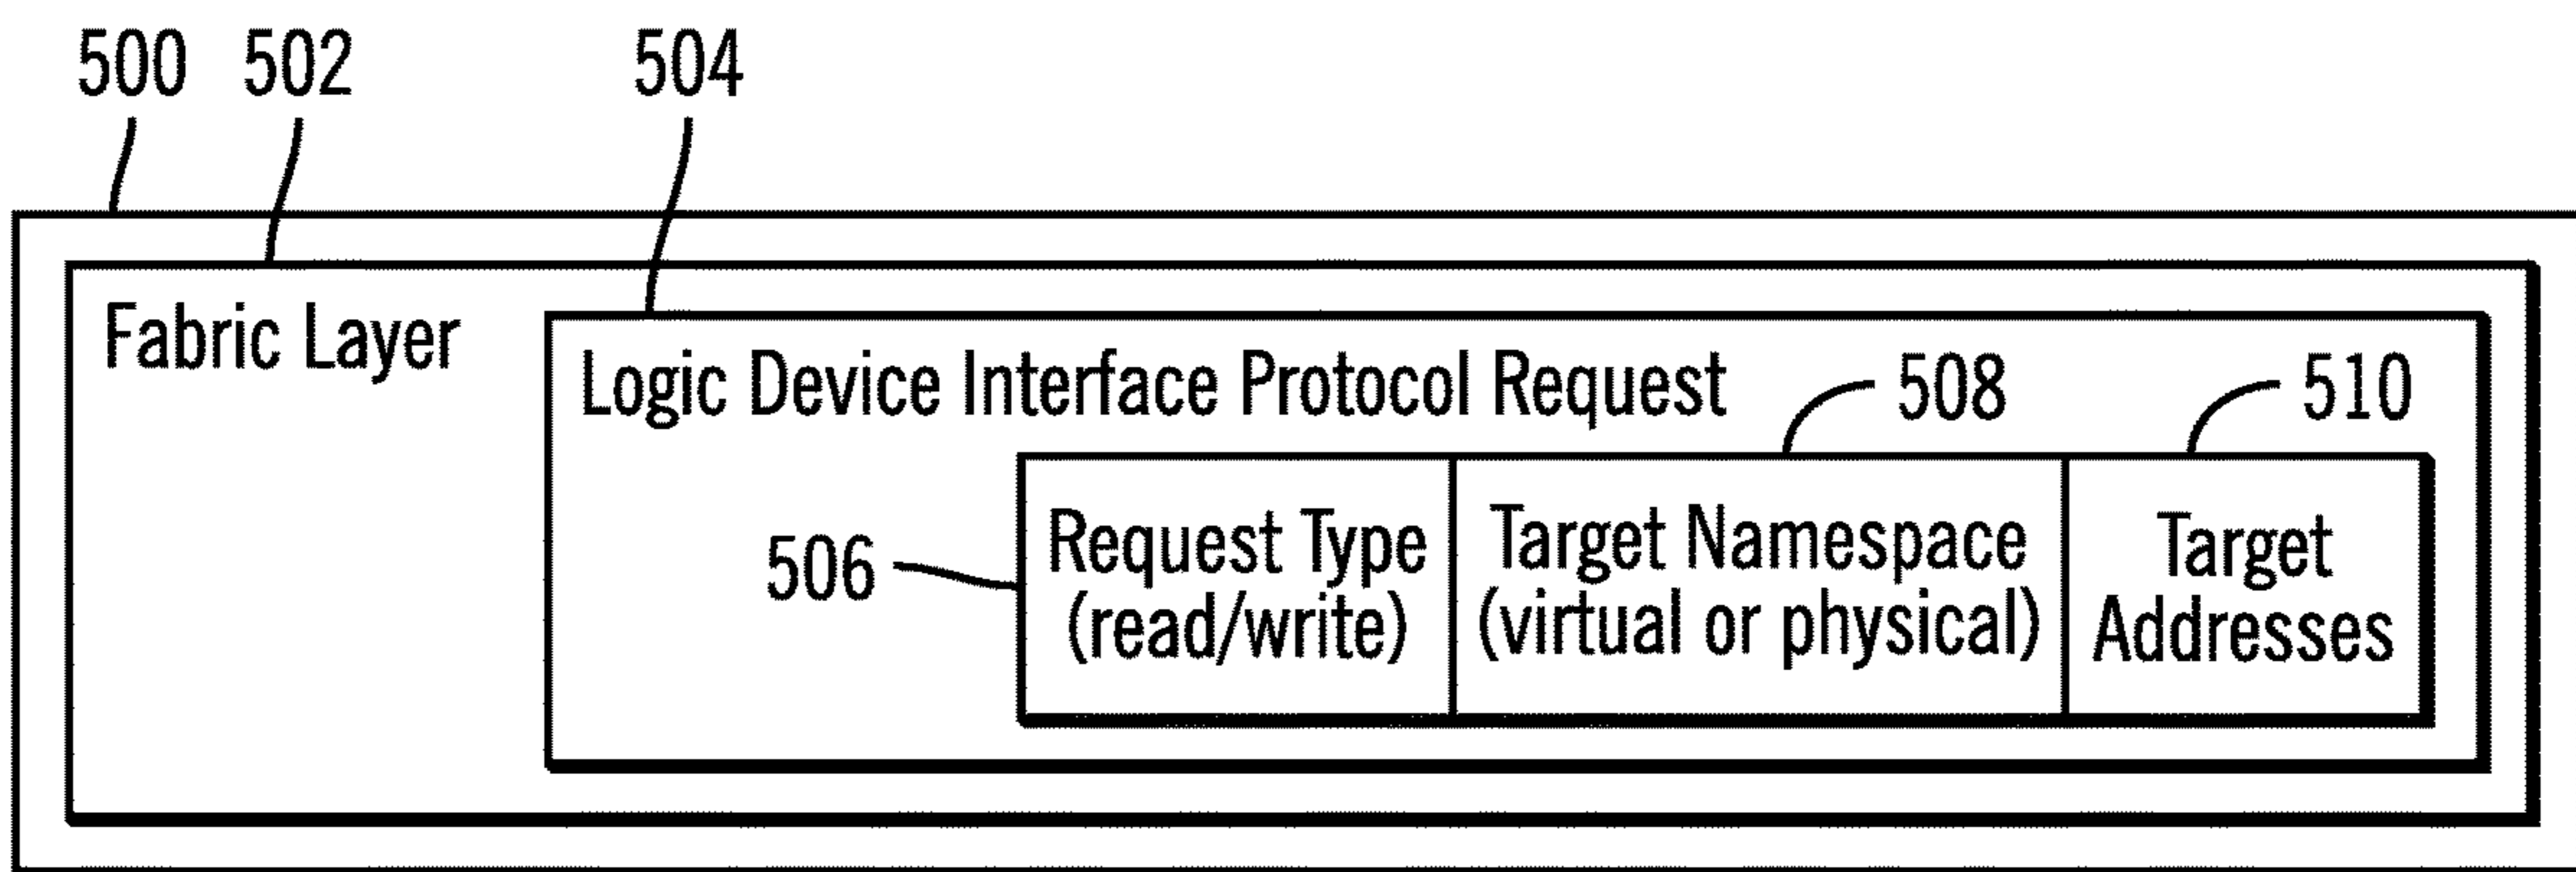 500 502 504
Fabric Layer
Logic Device Interface Protocol Request
508 510
506
Request Type
(read/write)
Target Namespace
(virtual or physical)
Target
Addresses